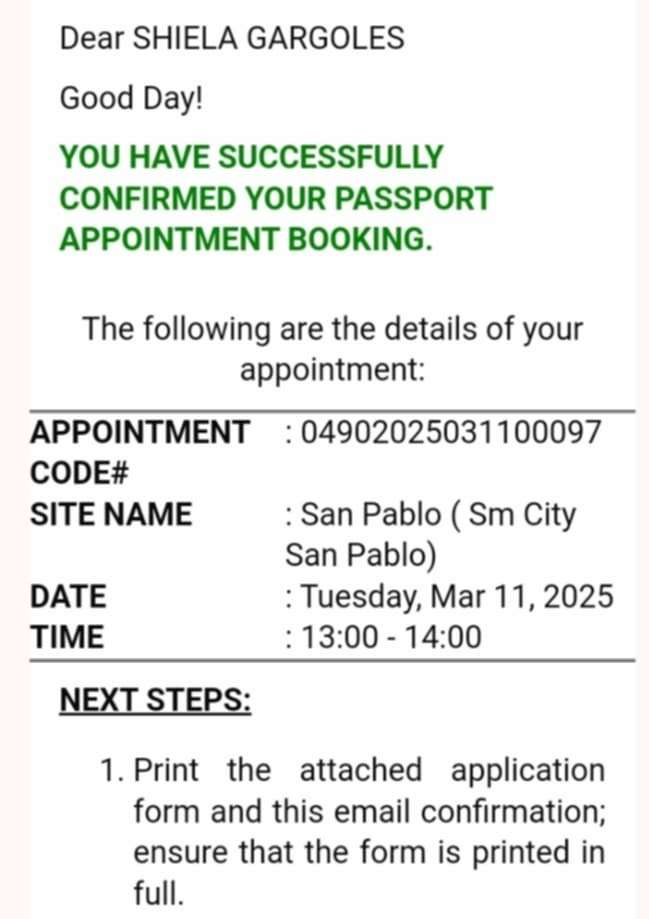 Dear SHIELA GARGOLES
Good Day!
YOU HAVE SUCCESSFULLY
CONFIRMED YOUR PASSPORT
APPOINTMENT BOOKING.
The following are the details of your
appointment:
APPOINTMENT : 04902025031100097
CODE#
SITE NAME : San Pablo ( Sm City
San Pablo)
DATE : Tuesday, Mar 11, 2025
TIME : 13:00 - 14:00
NEXT STEPS:
1. Print the attached application
form and this email confirmation;
ensure that the form is printed in
full.